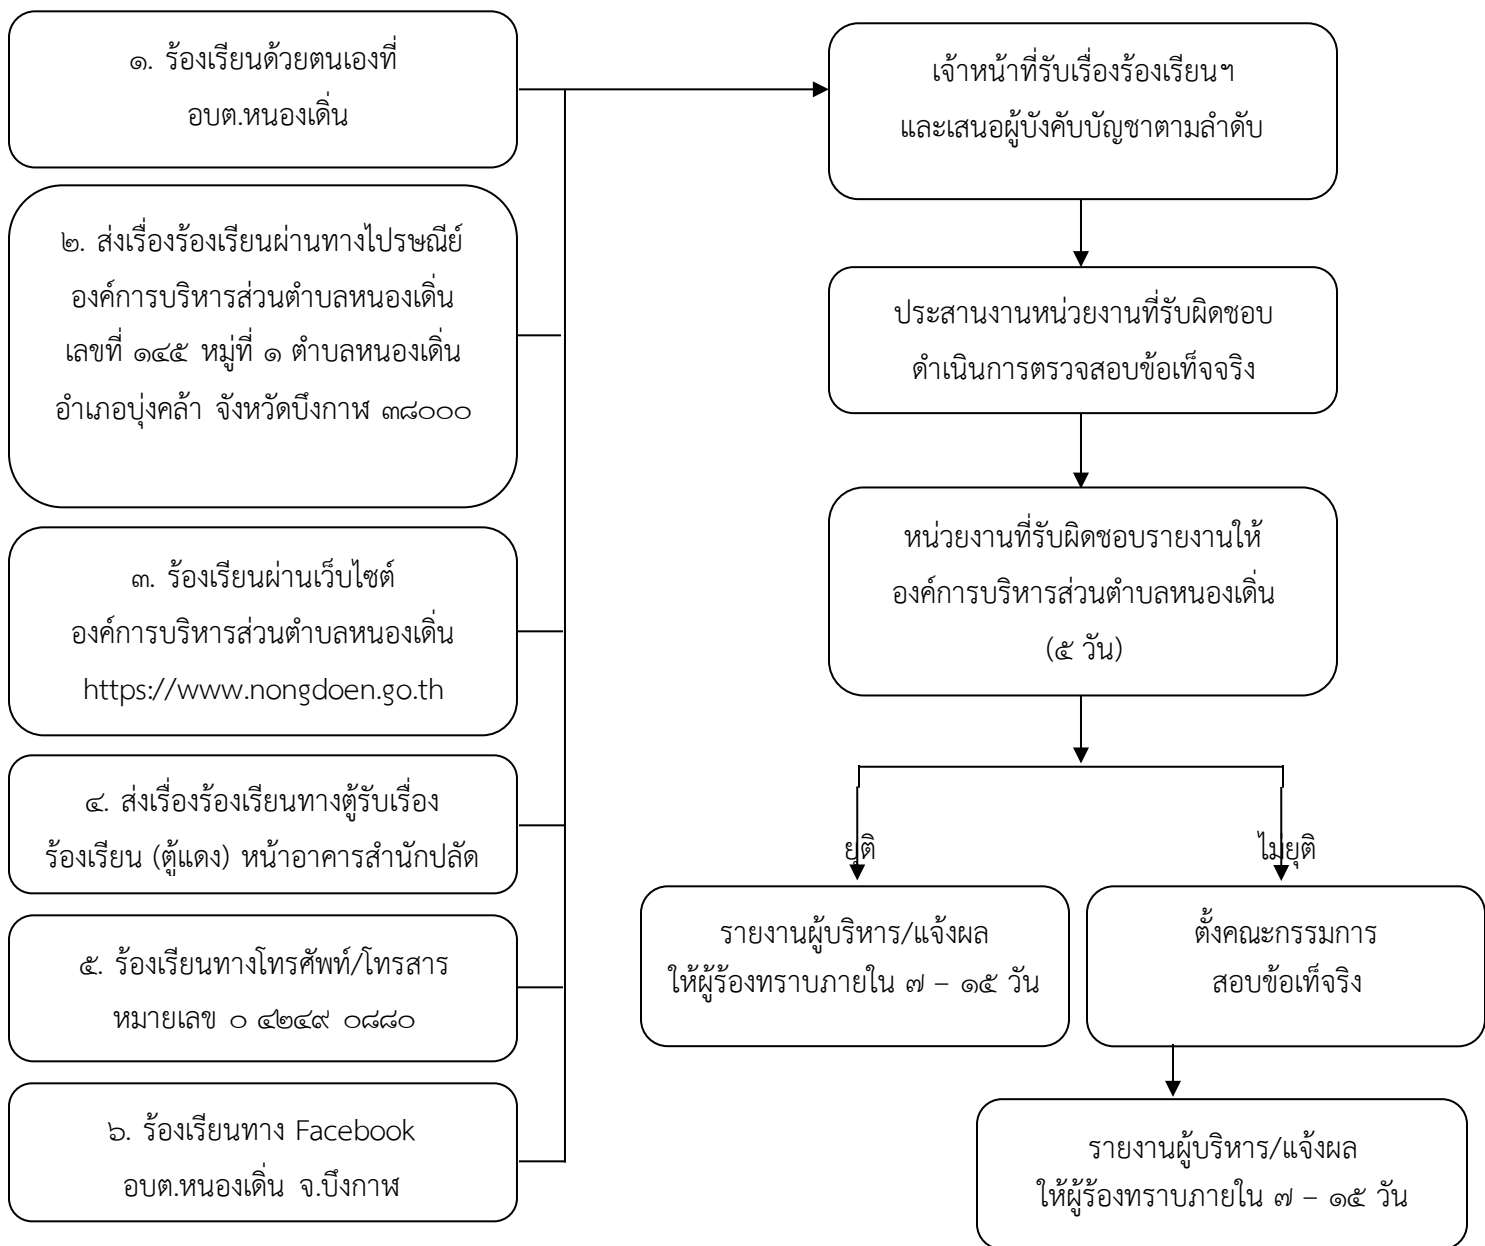 ๑. ร้องเรียนด้วยตนเองที่
อบต.หนองเดิ่น
๒. ส่งเรื่องร้องเรียนผ่านทางไปรษณีย์
องค์การบริหารส่วนตำบลหนองเดิ่น
เลขที่ ๑๔๕ หมู่ที่ ๑ ตำบลหนองเดิ่น
อำเภอบุ่งคล้า จังหวัดบึงกาฬ ๓๘๐๐๐
๓. ร้องเรียนผ่านเว็บไซต์
องค์การบริหารส่วนตำบลหนองเดิ่น
https://www.nongdoen.go.th
๔. ส่งเรื่องร้องเรียนทางตู้รับเรื่อง
ร้องเรียน (ตู้แดง) หน้าอาคารสำนักปลัด
๕. ร้องเรียนทางโทรศัพท์/โทรสาร
หมายเลข ๐ ๔๒๔๙ ๐๘๘๐
๖. ร้องเรียนทาง Facebook
อบต.หนองเดิ่น จ.บึงกาฬ
เจ้าหน้าที่รับเรื่องร้องเรียนฯ
และเสนอผู้บังคับบัญชาตามลำดับ
ประสานงานหน่วยงานที่รับผิดชอบ
ดำเนินการตรวจสอบข้อเท็จจริง
หน่วยงานที่รับผิดชอบรายงานให้
องค์การบริหารส่วนตำบลหนองเดิ่น
(๕ วัน)
ยุติ
ไม่ยุติ
รายงานผู้บริหาร/แจ้งผล
ให้ผู้ร้องทราบภายใน ๗ – ๑๕ วัน
ตั้งคณะกรรมการ
สอบข้อเท็จจริง
รายงานผู้บริหาร/แจ้งผล
ให้ผู้ร้องทราบภายใน ๗ – ๑๕ วัน